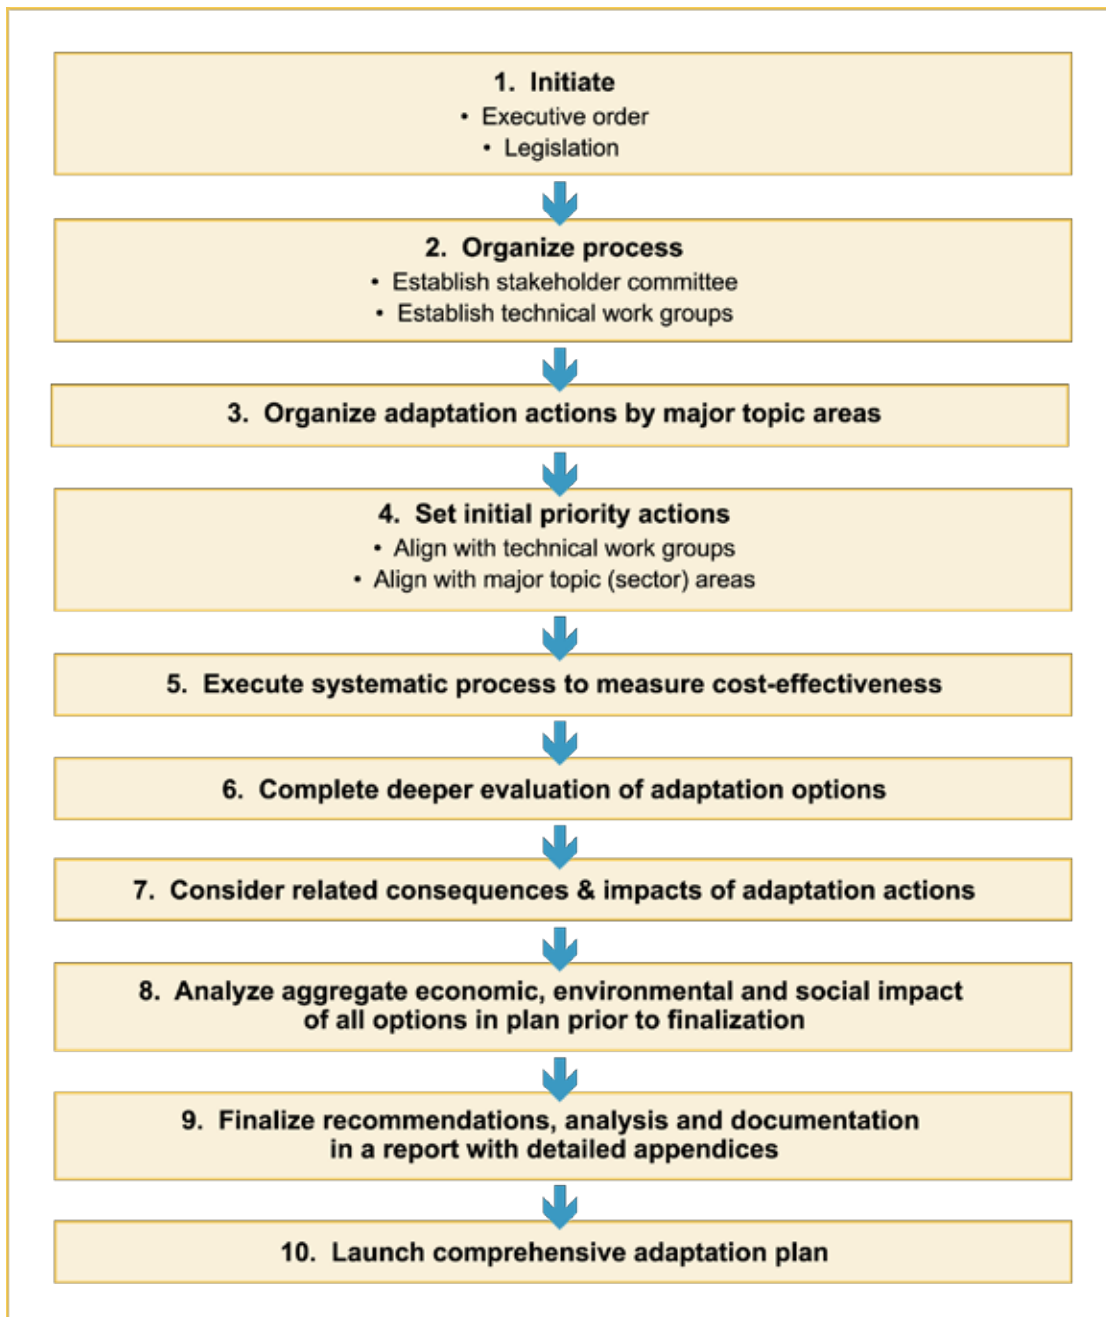 1. Initiate
• Executive order
• Legislation
2. Organize process
• Establish stakeholder committee
• Establish technical work groups
3. Organize adaptation actions by major topic areas
4. Set initial priority actions
• Align with technical work groups
• Align with major topic (sector) areas
5. Execute systematic process to measure cost-effectiveness
6. Complete deeper evaluation of adaptation options
7. Consider related consequences & impacts of adaptation actions
8. Analyze aggregate economic, environmental and social impact
of all options in plan prior to finalization
9. Finalize recommendations, analysis and documentation
in a report with detailed appendices
10. Launch comprehensive adaptation plan